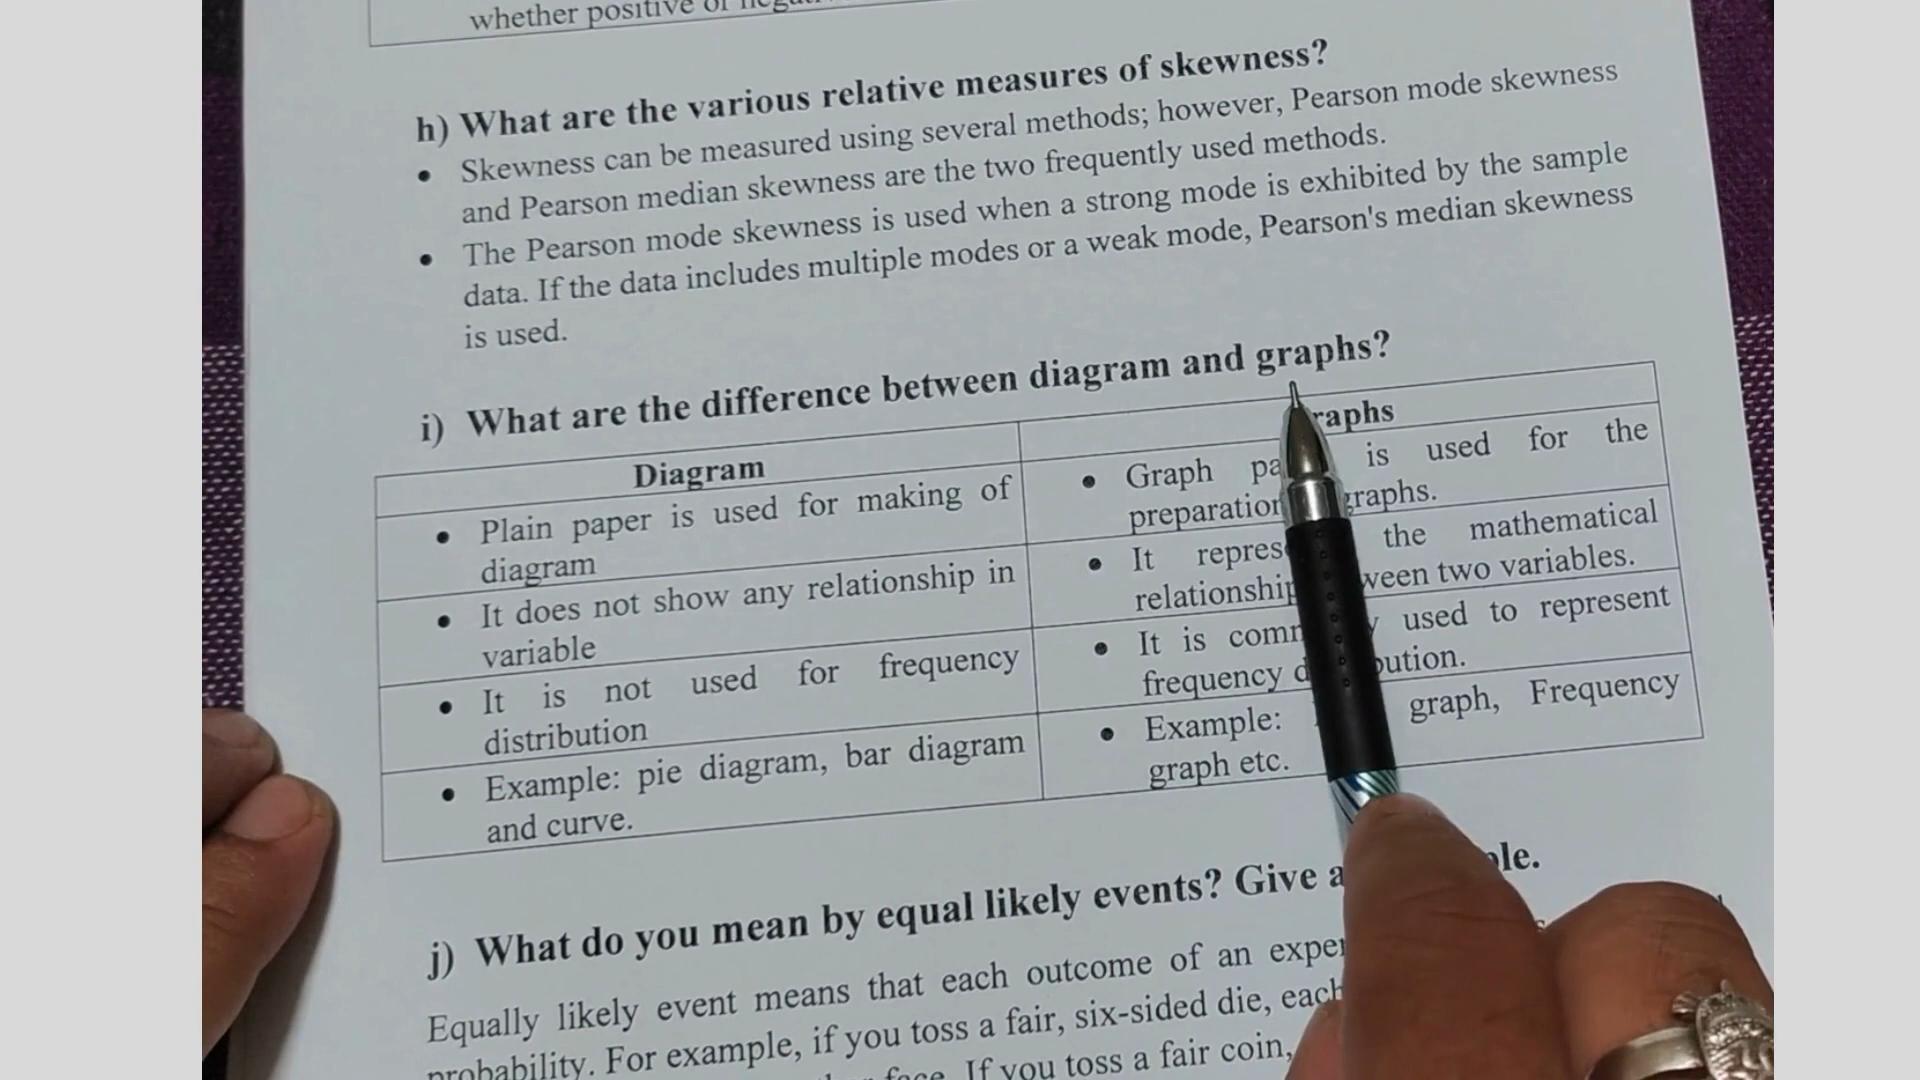 whether positive or
h) What are the various relative measures of skewness?
• Skewness can be measured using several methods; however, Pearson mode skewness
and Pearson median skewness are the two frequently used methods.
• The Pearson mode skewness is used when a strong mode is exhibited by the sample
data. If the data includes multiple modes or a weak mode, Pearson's median skewness
is used.
i) What are the difference between diagram and graphs?
Diagram
• Plain paper is used for making of
diagram
• It does not show any relationship in
variable
• It is not used for frequency
distribution
• Example: pie diagram, bar diagram
and curve.
raphs
• Graph pa is used for the
preparation graphs.
• It repres the mathematical
relationship ween two variables.
• It is comm y used to represent
frequency d bution.
• Example: graph, Frequency
graph etc.
j) What do you mean by equal likely events? Give a ple.
Equally likely event means that each outcome of an exper
probability. For example, if you toss a fair, six-sided die, each
face. If you toss a fair coin,